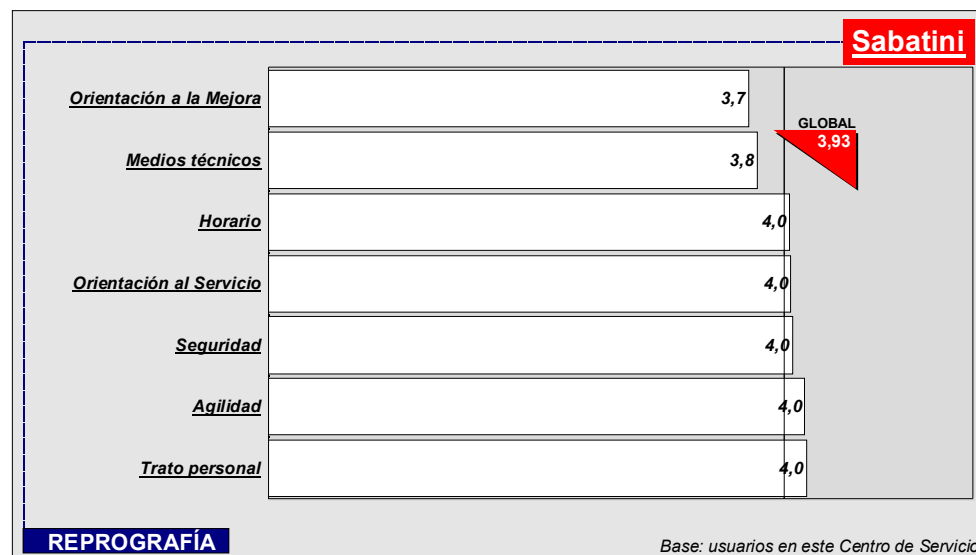 Sabatini
Orientación a la Mejora
3,7
GLOBAL
3,93
Medios técnicos
3,8
Horario
4,0
Orientación al Servicio
4,0
Seguridad
4,0
Agilidad
4,0
Trato personal
4,0
REPROGRAFÍA
Base: usuarios en este Centro de Servicio